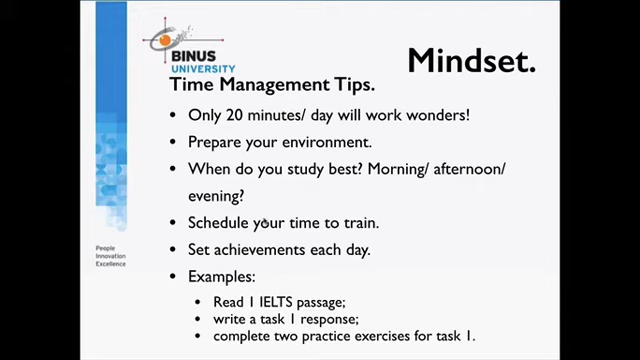 BINUS
UNIVERSITY
Mindset.
Time Management Tips.
• Only 20 minutes/ day will work wonders!
• Prepare your environment.
• When do you study best? Morning/ afternoon/
evening?
• Schedule your time to train.
• Set achievements each day.
• Examples:
• Read 1 IELTS passage;
• write a task 1 response;
• complete two practice exercises for task 1.
People
Innovation
Excellence